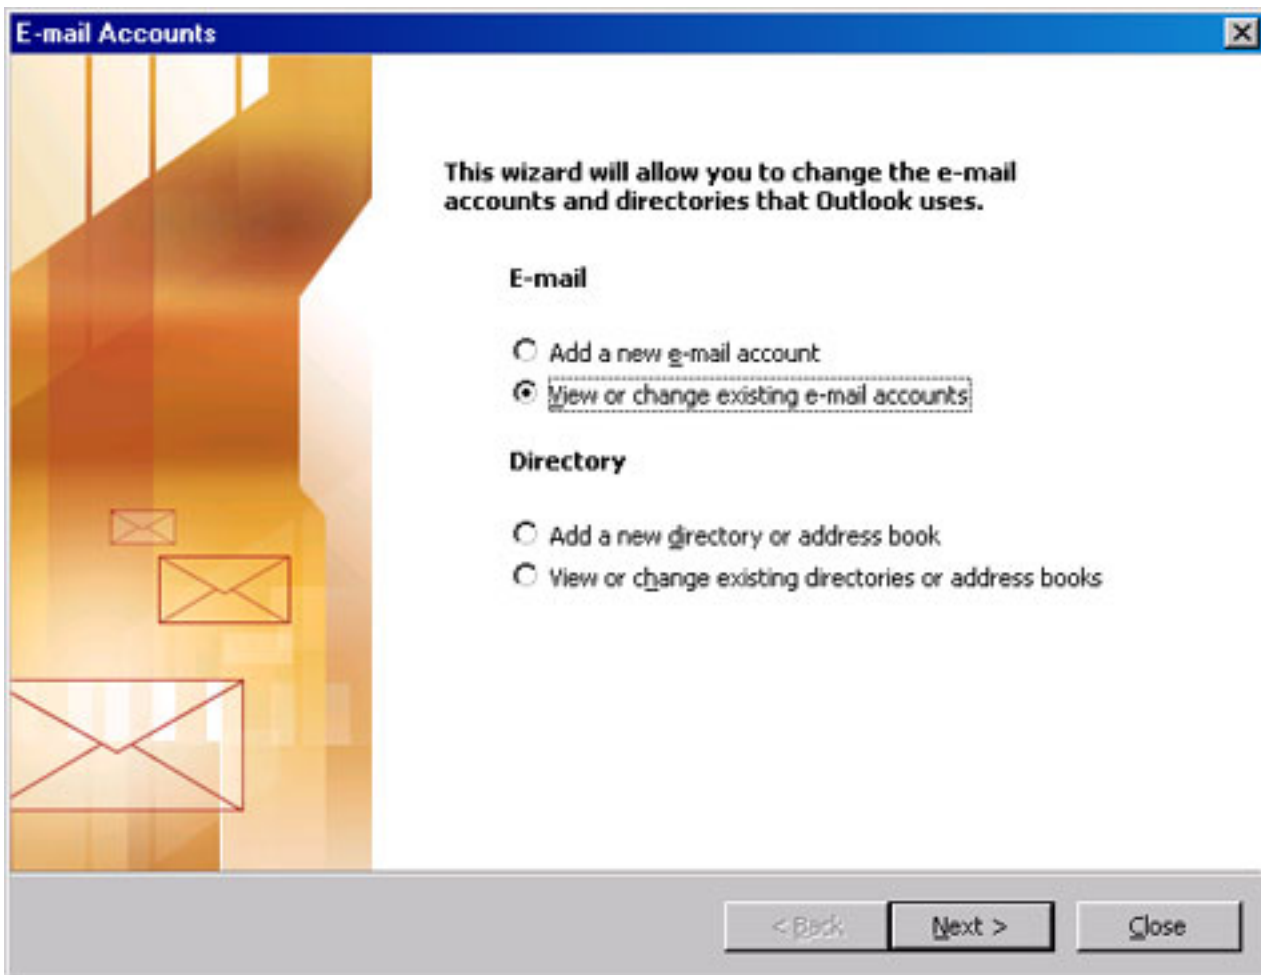 E-mail Accounts
This wizard will allow you to change the e-mail
accounts and directories that Outlook uses.
E-mail
Add a new e-mail account
View or change existing e-mail accounts
Directory
Add a new directory or address book
View or change existing directories or address books
< Back
Next >
Close